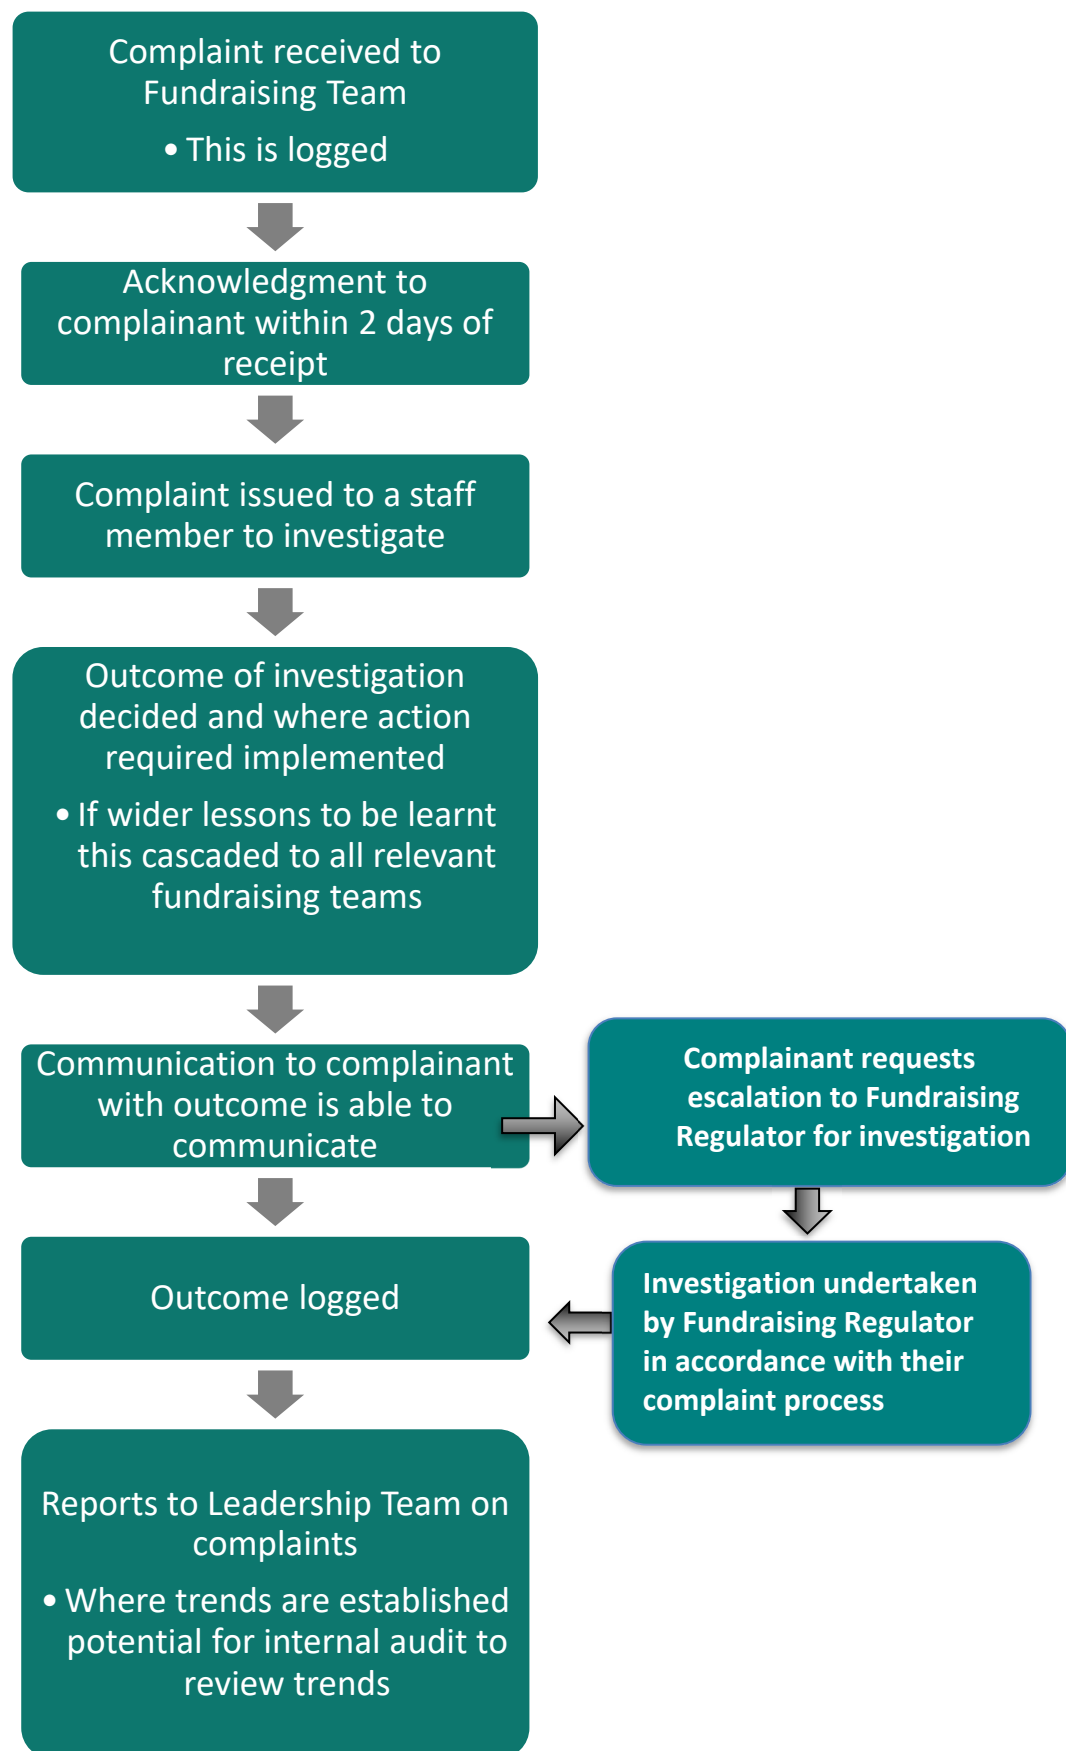 Complaint received to
Fundraising Team
• This is logged
Acknowledgment to
complainant within 2 days of
receipt
Complaint issued to a staff
member to investigate
Outcome of investigation
decided and where action
required implemented
• If wider lessons to be learnt
this cascaded to all relevant
fundraising teams
Communication to complainant
with outcome is able to
communicate
Complainant requests
escalation to Fundraising
Regulator for investigation
Investigation undertaken
by Fundraising Regulator
in accordance with their
complaint process
Outcome logged
Reports to Leadership Team on
complaints
• Where trends are established
potential for internal audit to
review trends